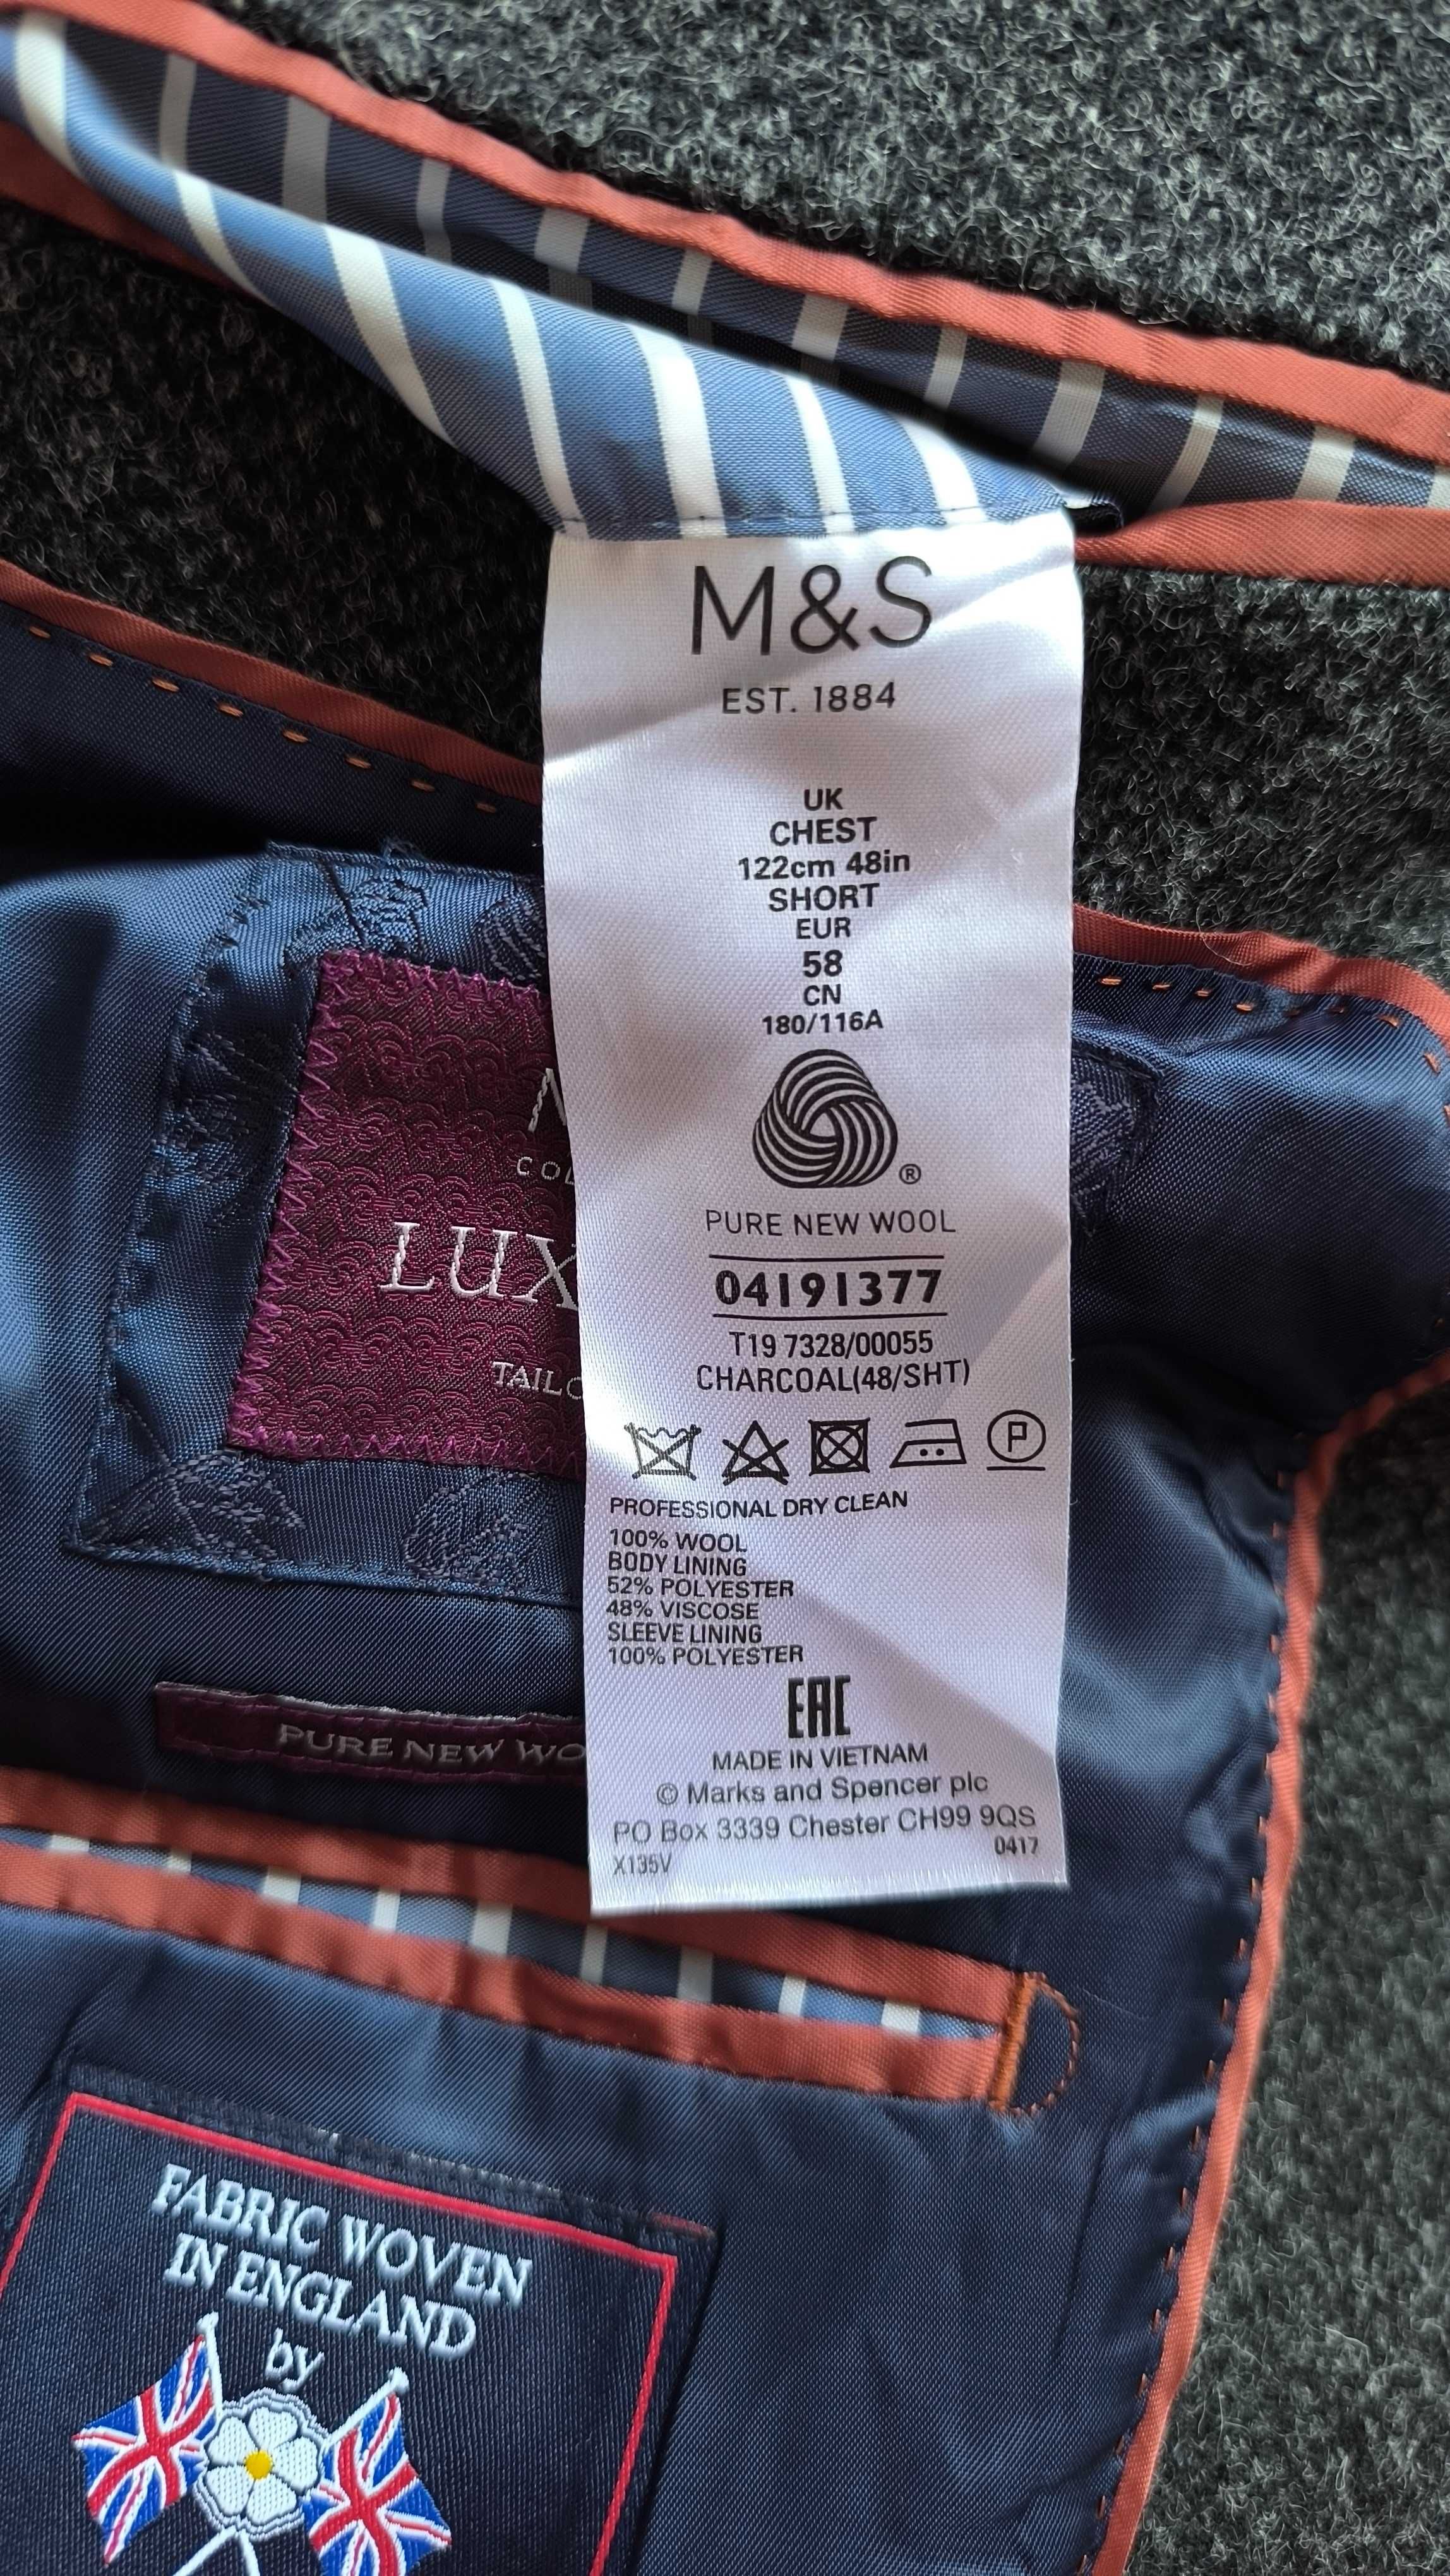 M&S
EST. 1884
UK
CHEST
122cm 48in
SHORT
EUR
58
CN
180/116A
®
PURE NEW WOOL
04191377
T19 7328/00055
CHARCOAL(48/SHT)
P
PROFESSIONAL DRY CLEAN
100% WOOL
BODY LINING
52% POLYESTER
48% VISCOSE
SLEEVE LINING
100% POLYESTER
EAC
MADE IN VIETNAM
© Marks and Spencer plc
PO Box 3339 Chester CH99 9QS
X135V 0417
COL
LUX
TAILO
PURE NEW WO
FABRIC WOVEN
IN ENGLAND
by